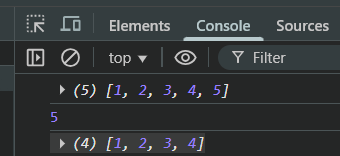 Elements Console Sources
top Filter
(5) [1, 2, 3, 4, 5]
5
(4) [1, 2, 3, 4]